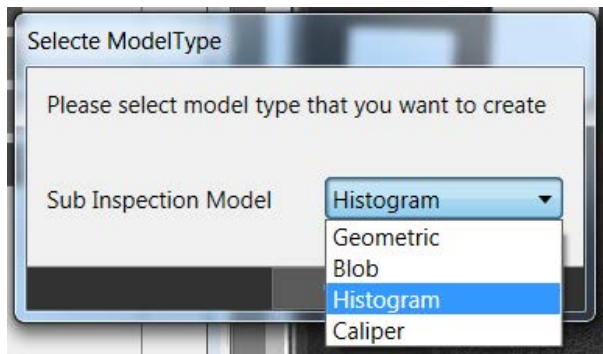 Selecte ModelType
Please select model type that you want to create
Sub Inspection Model Histogram
Geometric
Blob
Histogram
Caliper